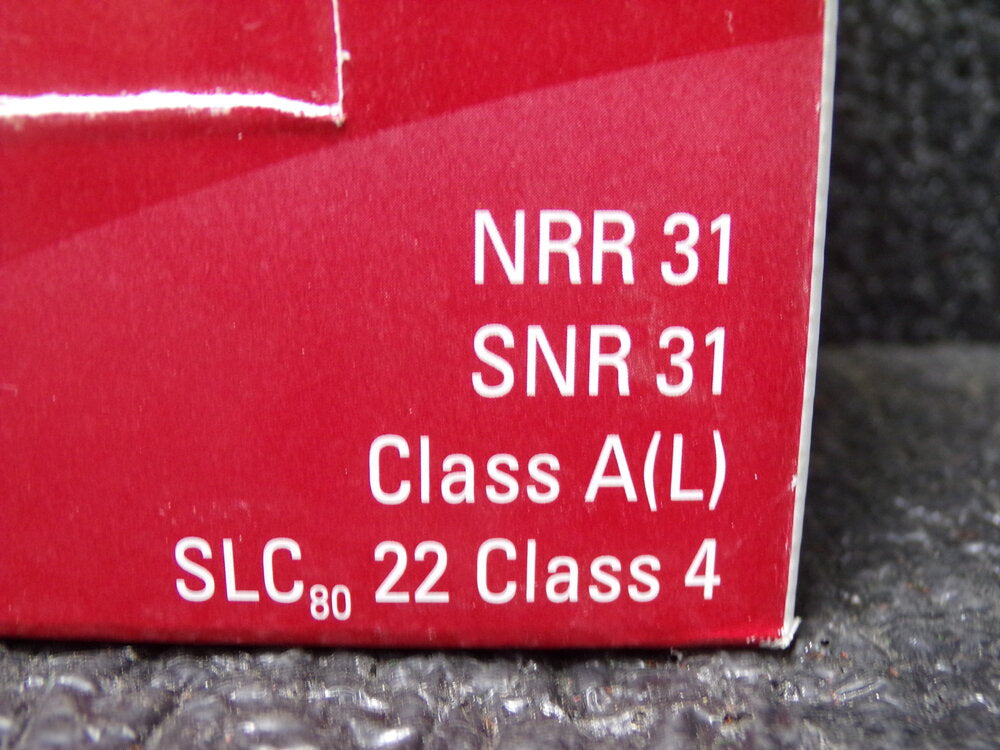 NRR 31
SNR 31
Class A(L)
SLC₈₀ 22 Class 4